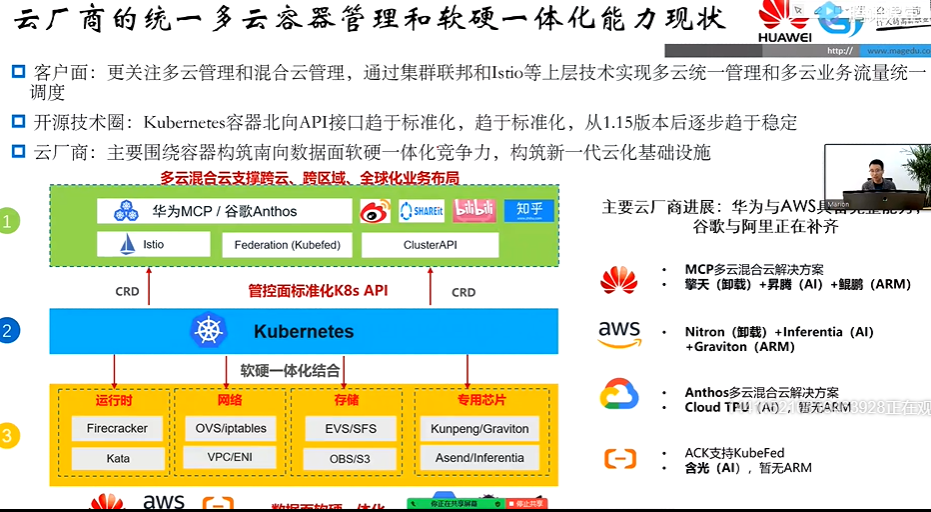 云厂商的统一多云容器管理和软硬一体化能力现状
HUAWEI
http://
www.magedu.co
客户面：更关注多云管理和混合云管理，通过集群联邦和Istio等上层技术实现多云统一管理和多云业务流量统一
调度
开源技术圈：Kubernetes容器北向API接口趋于标准化，趋于标准化，从1.15版本后逐步趋于稳定
云厂商：主要围绕容器构筑南向数据面软硬一体化竞争力，构筑新一代云化基础设施
多云混合云支撑跨云、跨区域、全球化业务布局
1
华为MCP / 谷歌Anthos
SHAREit
bilibili
知乎
Istio
Federation (Kubefed)
ClusterAPI
CRD
管控面标准化K8s API
CRD
2
Kubernetes
软硬一体化结合
3
运行时
网络
存储
专用芯片
Firecracker
OVS/iptables
EVS/SFS
Kunpeng/Graviton
Kata
VPC/ENI
OBS/S3
Asend/Inferentia
aws
数据面软硬一体化
你正在共享屏幕
停止共享
Marion
主要云厂商进展：华为与AWS具备完整能力，
谷歌与阿里正在补齐
MCP多云混合云解决方案
擎天（卸载）+昇腾（AI）+鲲鹏（ARM）
aws
Nitron（卸载）+Inferentia（AI）
+Graviton（ARM）
Anthos多云混合云解决方案
Cloud TPU（AI），暂无ARM
3928正在观
ACK支持KubeFed
含光（AI），暂无ARM